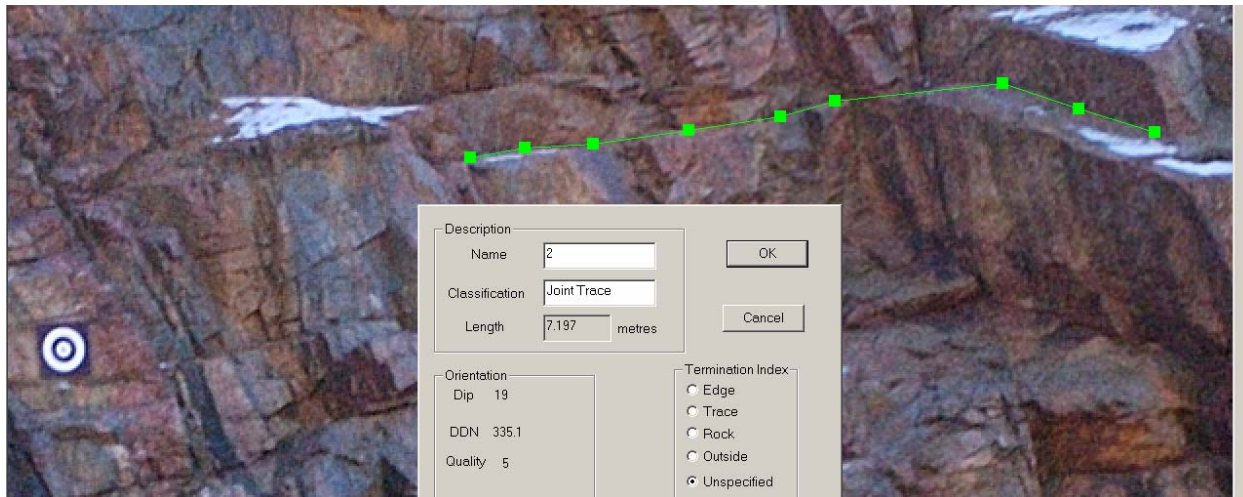 Description
Name 2
OK
Classification Joint Trace
Length 7.197 metres
Cancel
Orientation
Dip 19
DDN 335.1
Quality 5
Termination Index
Edge
Trace
Rock
Outside
Unspecified